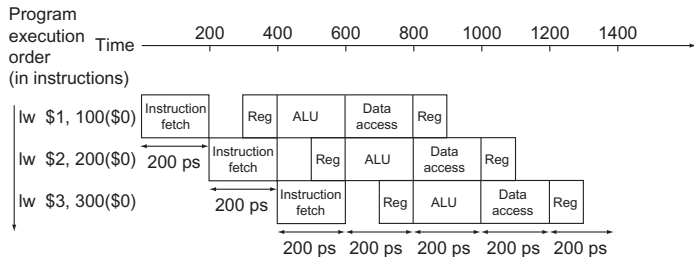 Program
execution
order
(in instructions)
Time
200 400 600 800 1000 1200 1400
lw $1, 100($0)
Instruction
fetch
Reg
ALU
Data
access
Reg
lw $2, 200($0)
200 ps
Instruction
fetch
Reg
ALU
Data
access
Reg
lw $3, 300($0)
200 ps
Instruction
fetch
Reg
ALU
Data
access
Reg
200 ps 200 ps 200 ps 200 ps 200 ps